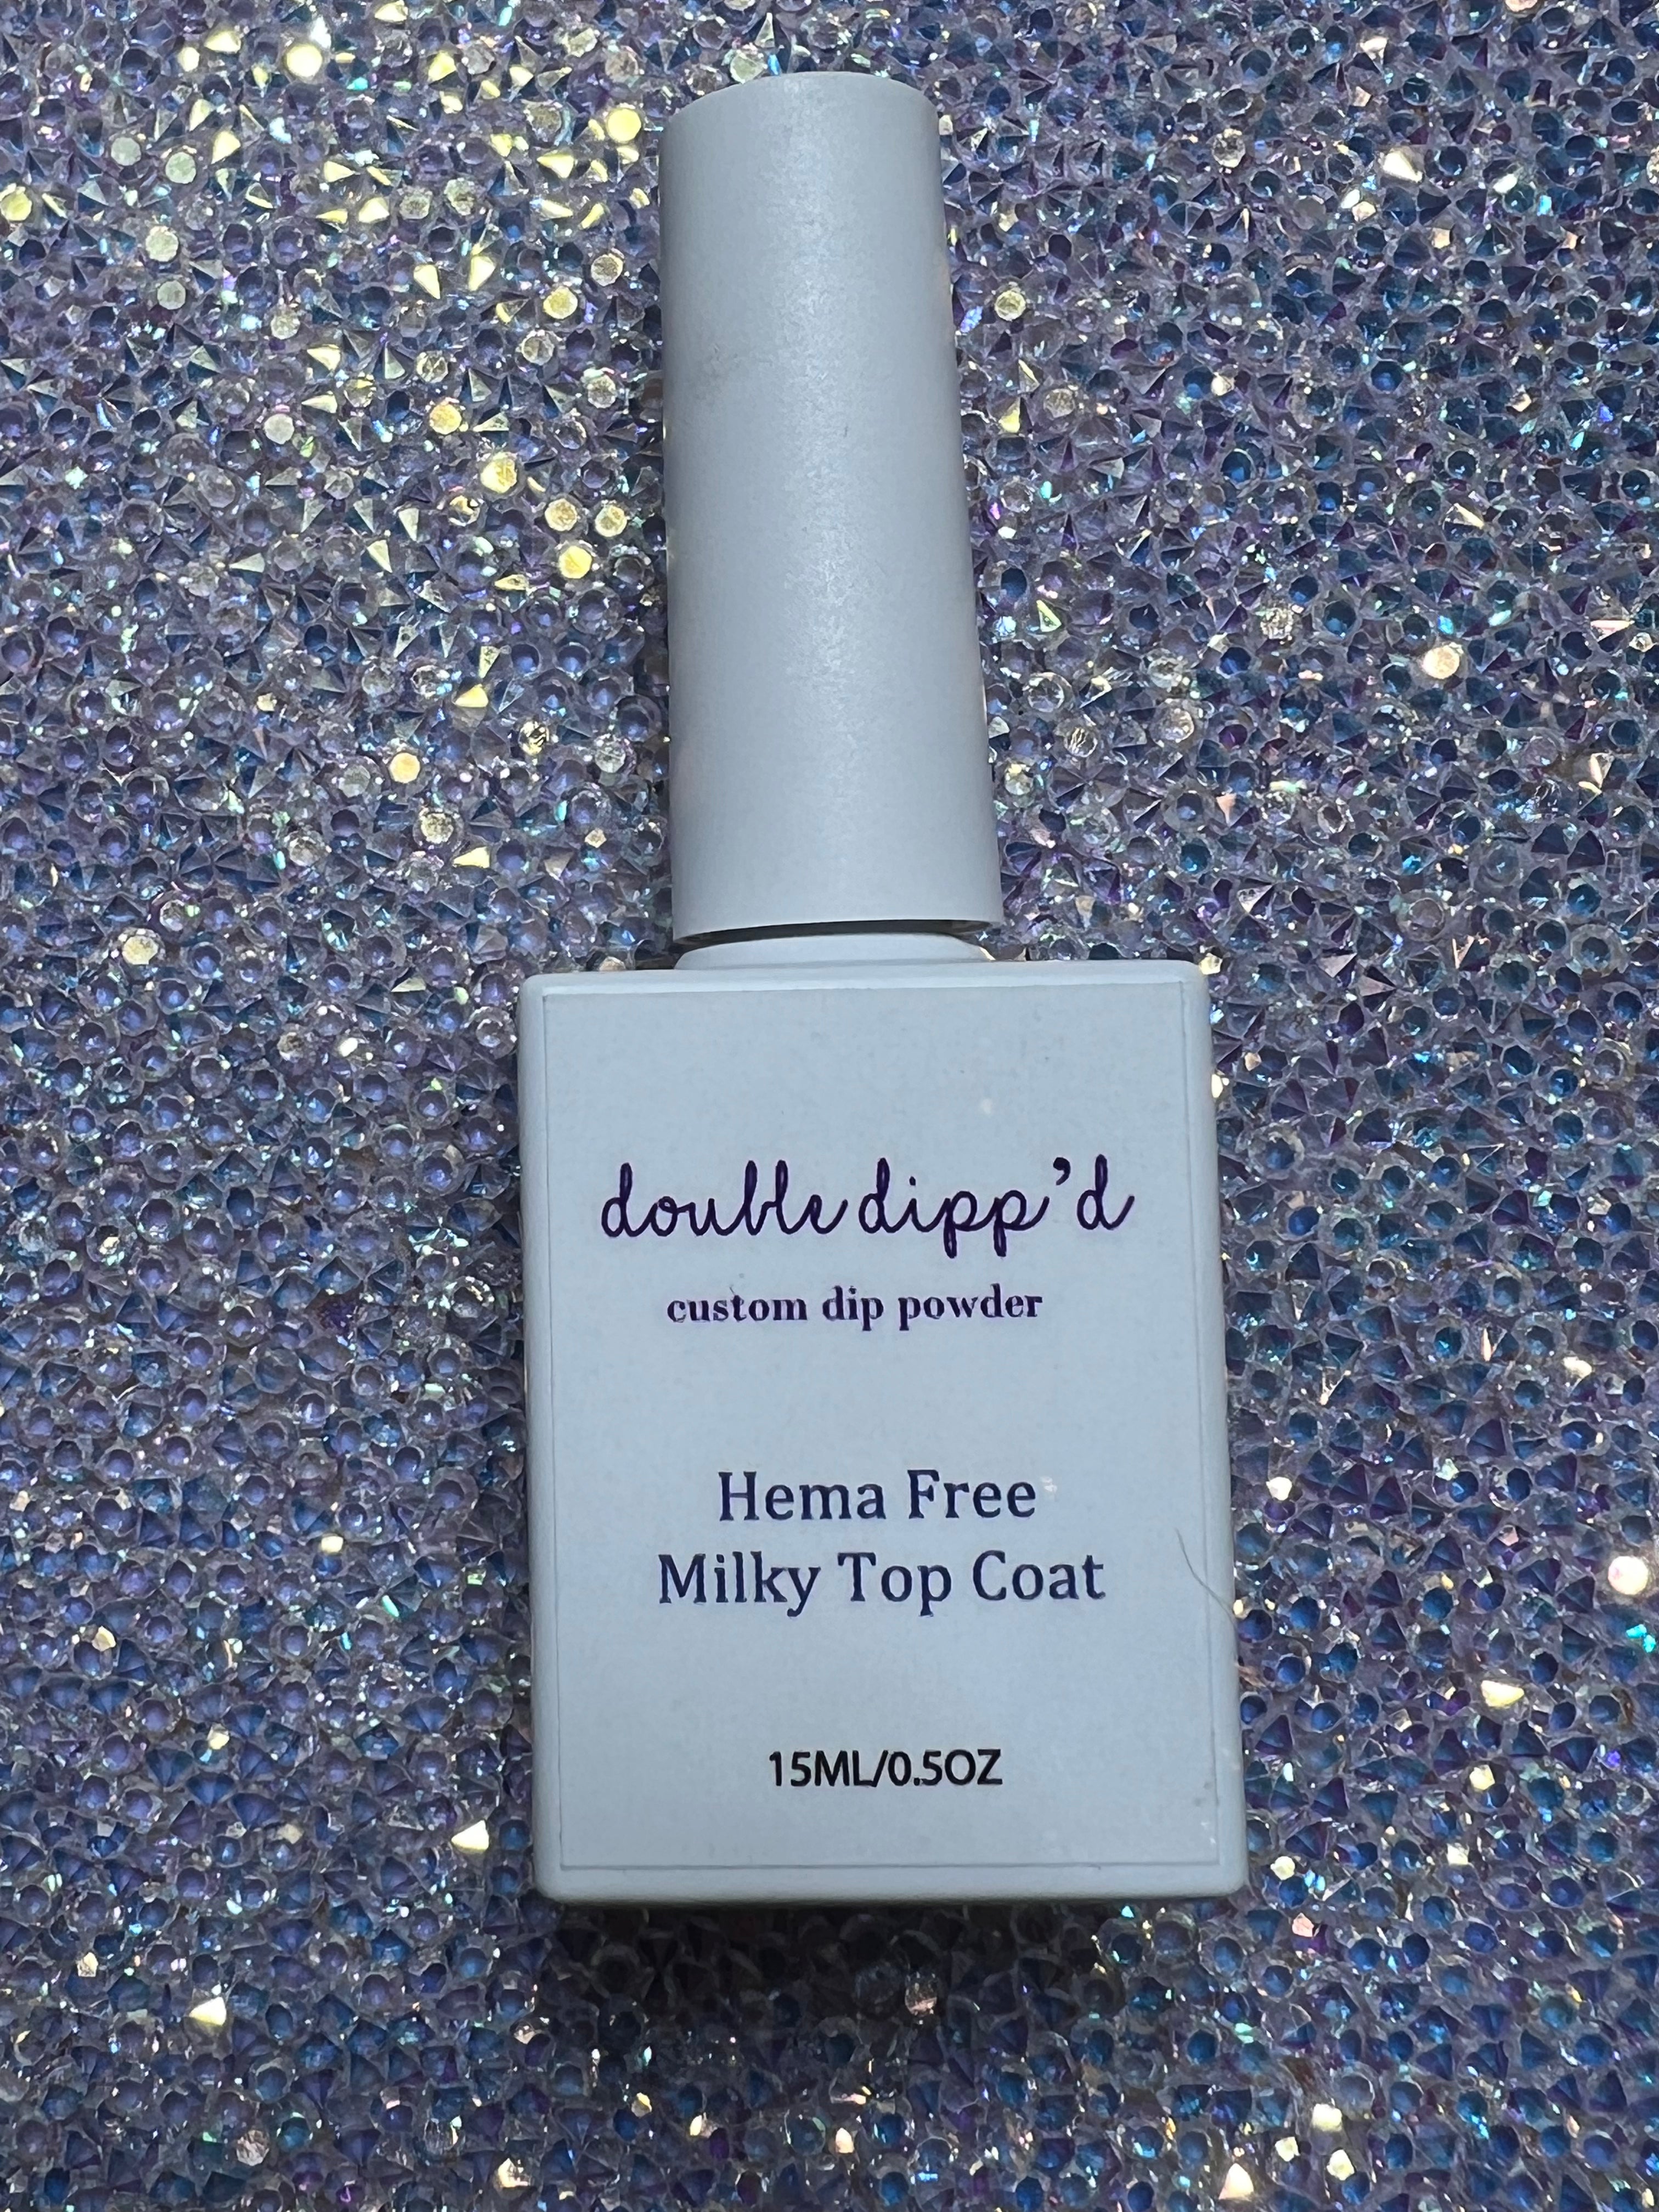 double dipp'd
custom dip powder
Hema Free
Milky Top Coat
15ML/0.5OZ